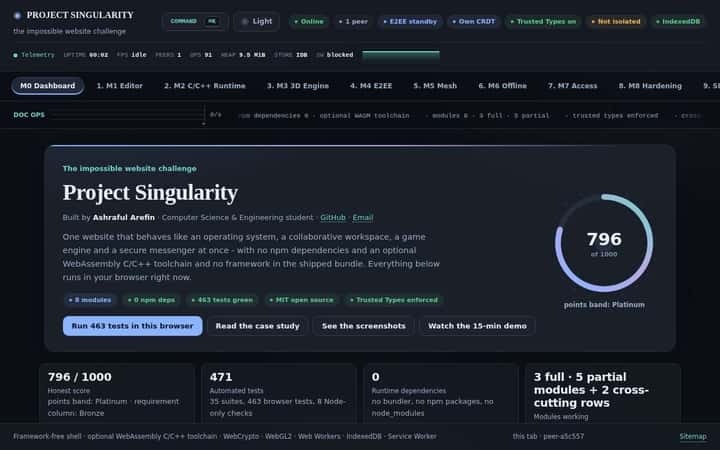 PROJECT SINGULARITY
the impossible website challenge
COMMAND ⌘K
Light
Online
1 peer
E2EE standby
Own CRDT
Trusted Types on
Not isolated
IndexedDB
Telemetry UPTIME 00:02 FPS idle PEERS 1 OPS 91 HEAP 9.5 MiB STORE IDB SW blocked
M0 Dashboard
1. M1 Editor
2. M2 C/C++ Runtime
3. M3 3D Engine
4. M4 E2EE
5. M5 Mesh
6. M6 Offline
7. M7 Access
8. M8 Hardening
DOC OPS
0/s
dependencies 0 · optional WASM toolchain · modules 8 · 3 full · 5 partial · trusted types enforced
The impossible website challenge
Project Singularity
Built by Ashraful Arefin · Computer Science & Engineering student · GitHub · Email
One website that behaves like an operating system, a collaborative workspace, a game
engine and a secure messenger at once - with no npm dependencies and an optional
WebAssembly C/C++ toolchain and no framework in the shipped bundle. Everything below
runs in your browser right now.
8 modules
0 npm deps
463 tests green
MIT open source
Trusted Types enforced
Run 463 tests in this browser
Read the case study
See the screenshots
Watch the 15-min demo
796
of 1000
points band: Platinum
796 / 1000
Honest score
points band: Platinum · requirement
column: Bronze
471
Automated tests
35 suites, 463 browser tests, 8 Node-
only checks
0
Runtime dependencies
no bundler, no npm packages, no
node_modules
3 full · 5 partial
modules + 2 cross-
cutting rows
Modules working
Framework-free shell · optional WebAssembly C/C++ toolchain · WebCrypto · WebGL2 · Web Workers · IndexedDB · Service Worker
this tab · peer-a5c557
Sitemap